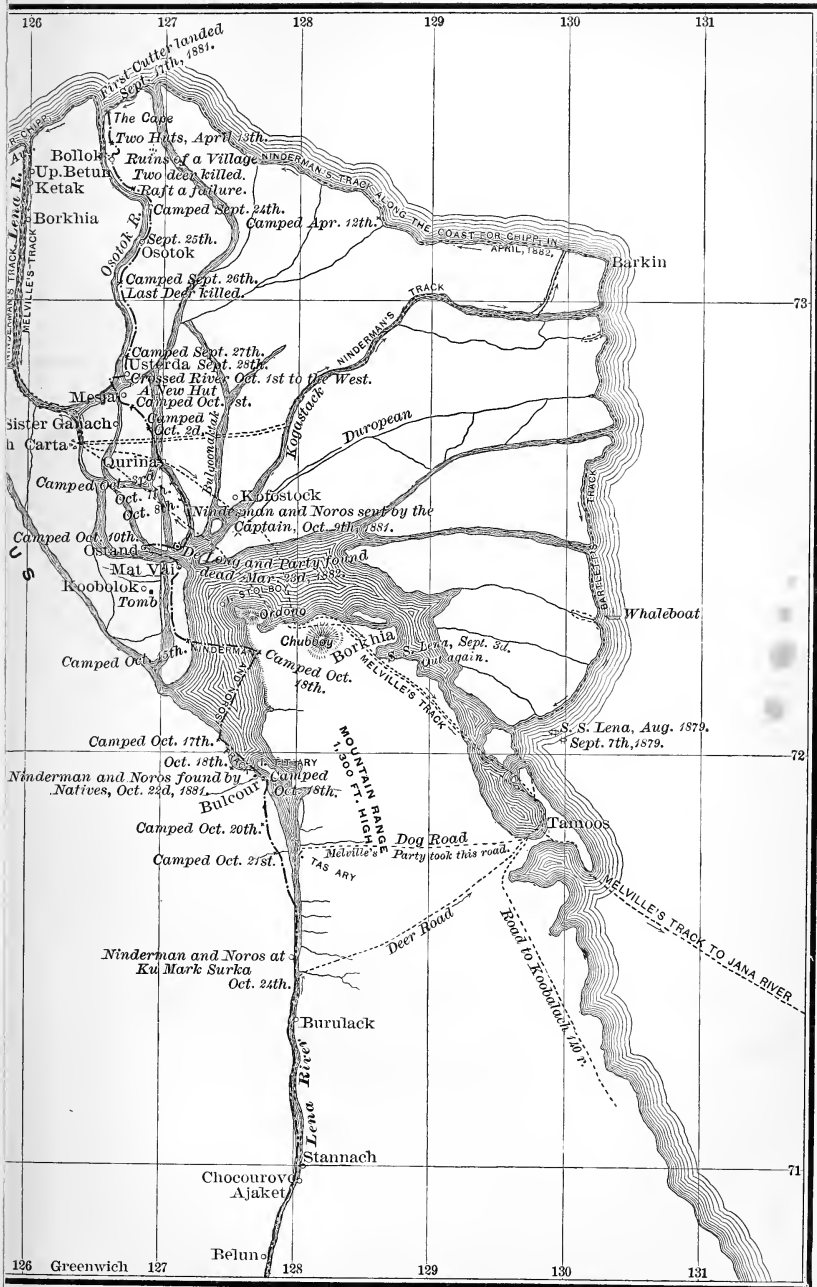 126 127 128 129 130 131
First Cutter landed
Sept. 17th, 1881.
The Cape
Two Huts, April 13th.
Bollok
Ruins of a Village
Up. Betun
Two deer killed.
Ketak
Raft a failure.
Borkhia
Camped Sept. 24th.
Camped Apr. 12th.
NINDERMAN'S TRACK ALONG THE COAST FOR CHIPP, IN
APRIL, 1882.
Barkin
Lena R.
NINDERMAN'S TRACK
MELVILLE'S TRACK
Osotok R.
Sept. 25th.
Osotok
Camped Sept. 26th.
Last Deer killed.
73
NINDERMAN'S TRACK
Camped Sept. 27th.
Usterda Sept. 28th.
Crossed River Oct. 1st to the West.
Mesja
A New Hut
Camped Oct. 1st.
Sister Ganach
Camped
Oct. 2d.
h Carta
Kogastack
Duropean
Qurina
Camped Oct. 3rd
Oct. 7th.
Oct. 8th.
Kofostock
Ninderman and Noros sent by the
Captain, Oct. 9th, 1881.
Camped Oct. 10th.
Ostand
De Long and Party found
dead Mar. 23d, 1882.
U S
Mat Vai
Koobolok
Tomb
STOLBOI
Ordono
Chubboy
Borkhia
BARTLETT'S TRACK
Whaleboat
S. S. Lena, Sept. 3d.
Out again.
Camped Oct. 15th.
NINDERMAN
AND NOROS
Camped Oct.
18th.
MELVILLE'S TRACK
S. S. Lena, Aug. 1879.
Sept. 7th, 1879.
Camped Oct. 17th.
72
Oct. 18th.
Ninderman and Noros found by
Natives, Oct. 22d, 1881.
Bulcour
Camped
Oct. 18th.
MOUNTAIN RANGE
1,300 FT. HIGH
Camped Oct. 20th.
Tamoos
Dog Road
Melville's Party took this road.
Camped Oct. 21st.
TAS ARY
MELVILLE'S TRACK TO JANA RIVER
Deer Road
Road to Koobalach 140 v.
Ninderman and Noros at
Ku Mark Surka
Oct. 24th.
Burulack
Lena River
Stannach
71
Chocourovo
Ajaket
Belun
126 Greenwich 127 128 129 130 131